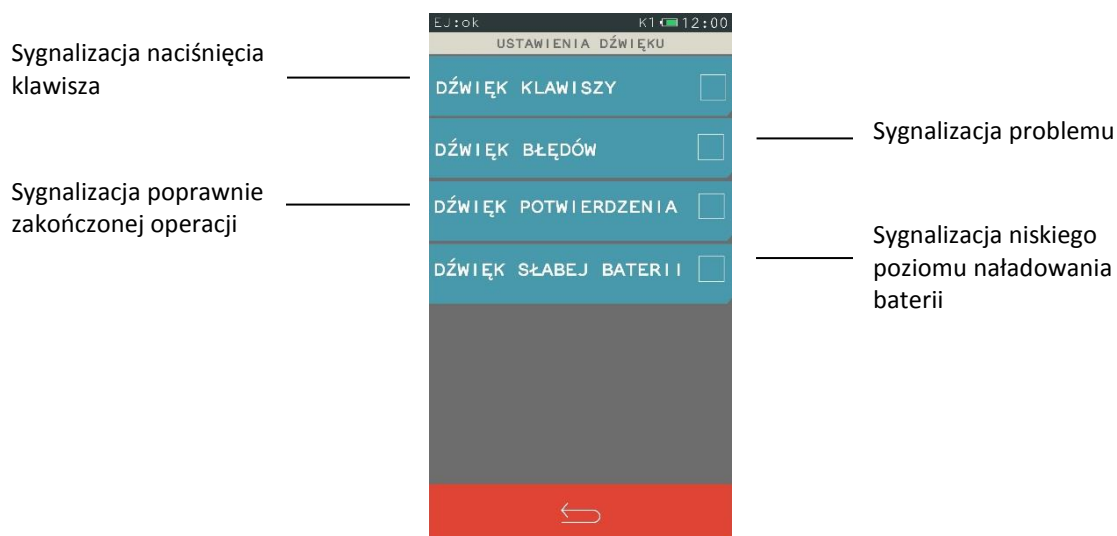 EJ:ok K1 12:00
USTAWIENIA DŹWIĘKU
Sygnalizacja naciśnięcia
klawisza
DŹWIĘK KLAWISZY
DŹWIĘK BŁĘDÓW
Sygnalizacja problemu
Sygnalizacja poprawnie
zakończonej operacji
DŹWIĘK POTWIERDZENIA
DŹWIĘK SŁABEJ BATERII
Sygnalizacja niskiego
poziomu naładowania
baterii